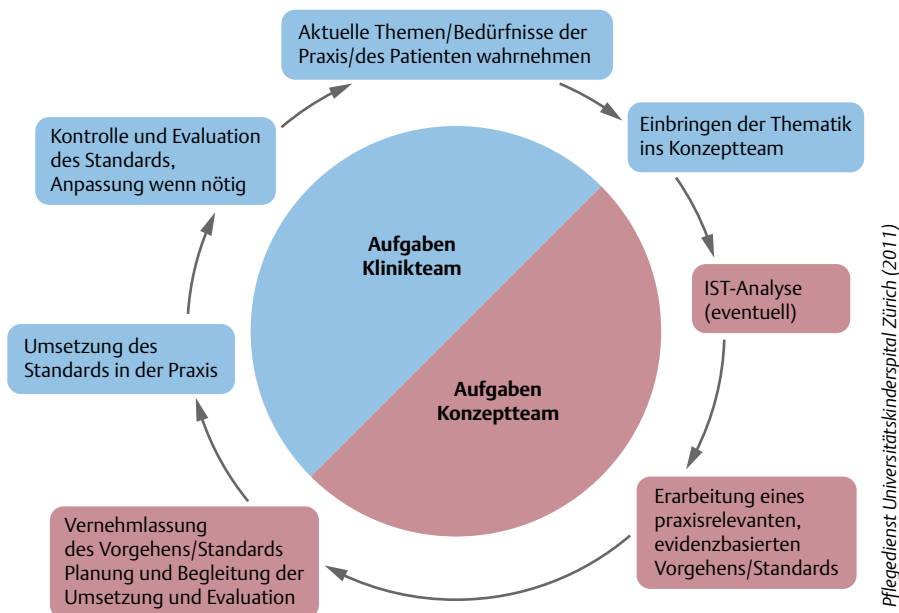 Aktuelle Themen/Bedürfnisse der
Praxis/des Patienten wahrnehmen
Einbringen der Thematik
ins Konzeptteam
IST-Analyse
(eventuell)
Erarbeitung eines
praxisrelevanten,
evidenzbasierten
Vorgehens/Standards
Vernehmlassung
des Vorgehens/Standards
Planung und Begleitung der
Umsetzung und Evaluation
Umsetzung des
Standards in der Praxis
Kontrolle und Evaluation
des Standards,
Anpassung wenn nötig
Aufgaben
Klinikteam
Aufgaben
Konzeptteam
Pflegedienst Universitätskinderspital Zürich (2011)